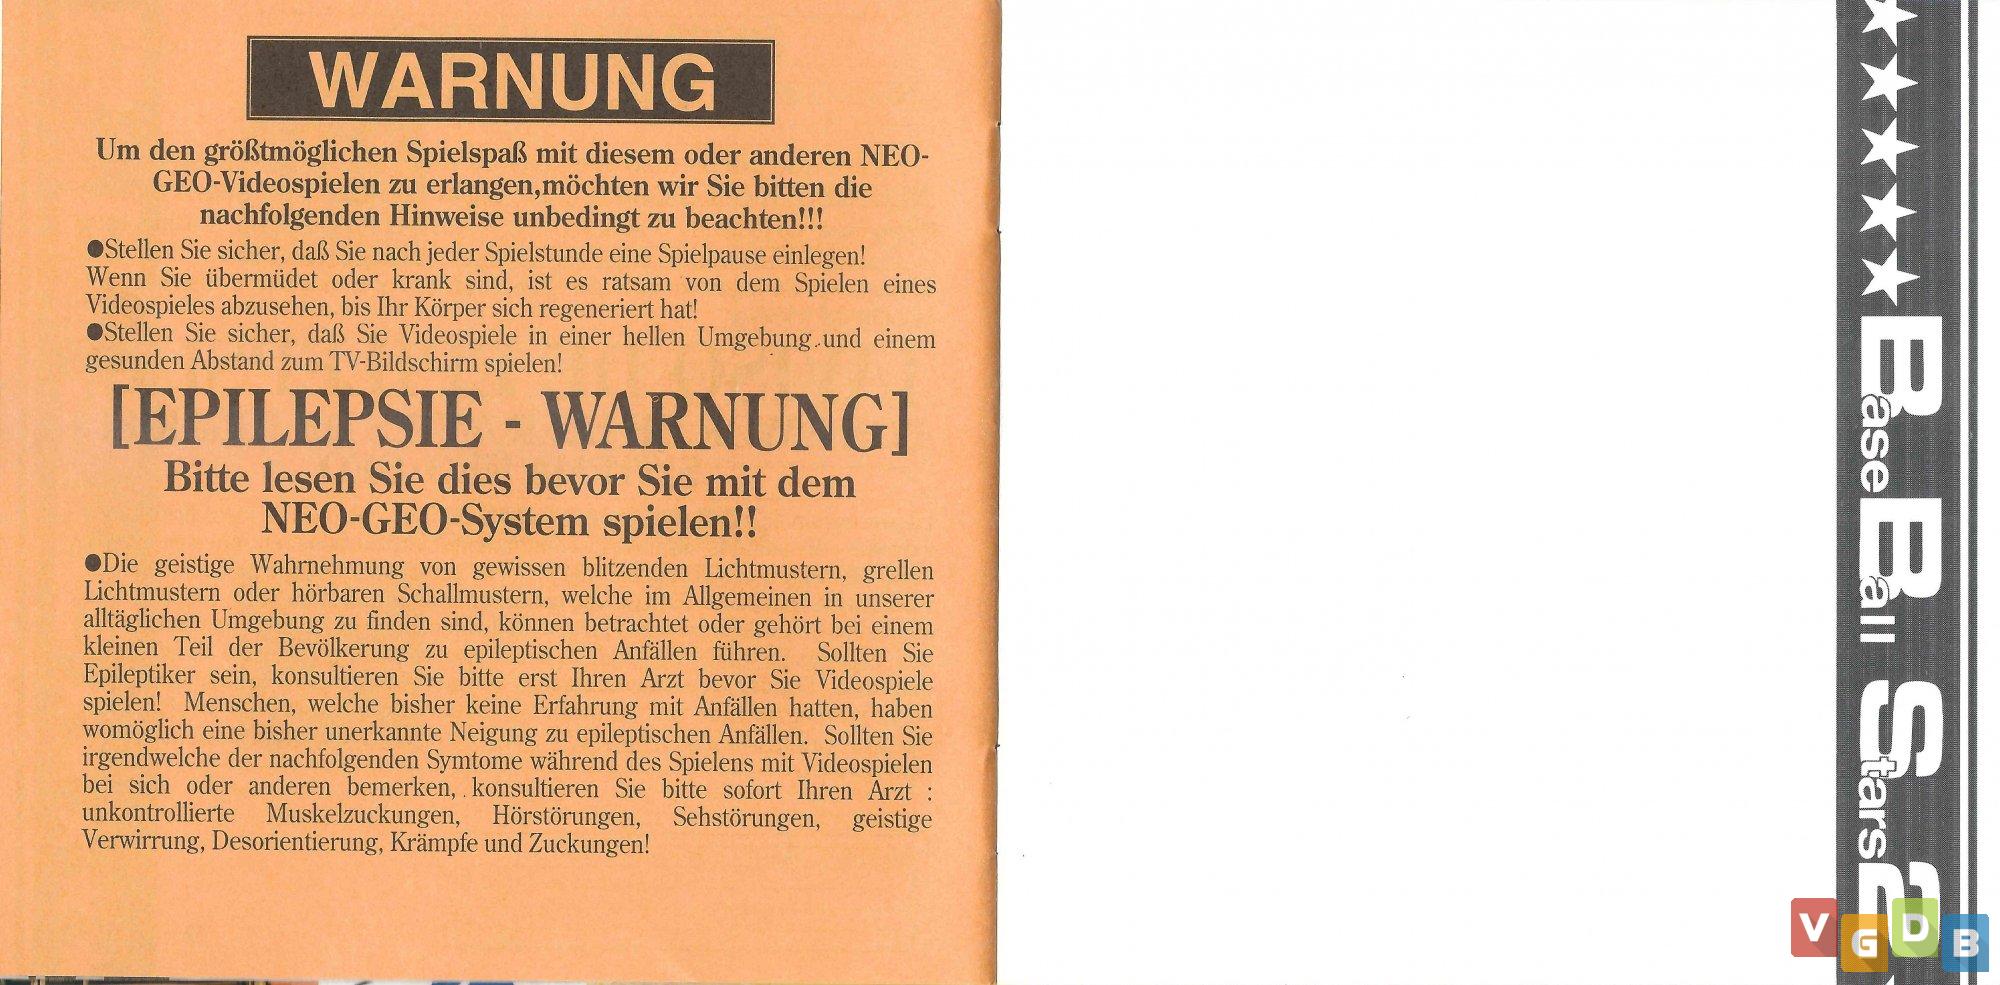 WARNUNG
Um den größtmöglichen Spielspaß mit diesem oder anderen NEO-
GEO-Videospielen zu erlangen,möchten wir Sie bitten die
nachfolgenden Hinweise unbedingt zu beachten!!!
●Stellen Sie sicher, daß Sie nach jeder Spielstunde eine Spielpause einlegen!
Wenn Sie übermüdet oder krank sind, ist es ratsam von dem Spielen eines
Videospieles abzusehen, bis Ihr Körper sich regeneriert hat!
●Stellen Sie sicher, daß Sie Videospiele in einer hellen Umgebung und einem
gesunden Abstand zum TV-Bildschirm spielen!
[EPILEPSIE - WARNUNG]
Bitte lesen Sie dies bevor Sie mit dem
NEO-GEO-System spielen!!
●Die geistige Wahrnehmung von gewissen blitzenden Lichtmustern, grellen
Lichtmustern oder hörbaren Schallmustern, welche im Allgemeinen in unserer
alltäglichen Umgebung zu finden sind, können betrachtet oder gehört bei einem
kleinen Teil der Bevölkerung zu epileptischen Anfällen führen. Sollten Sie
Epileptiker sein, konsultieren Sie bitte erst Ihren Arzt bevor Sie Videospiele
spielen! Menschen, welche bisher keine Erfahrung mit Anfällen hatten, haben
womöglich eine bisher unerkannte Neigung zu epileptischen Anfällen. Sollten Sie
irgendwelche der nachfolgenden Symtome während des Spielens mit Videospielen
bei sich oder anderen bemerken, konsultieren Sie bitte sofort Ihren Arzt :
unkontrollierte Muskelzuckungen, Hörstörungen, Sehstörungen, geistige
Verwirrung, Desorientierung, Krämpfe und Zuckungen!
★★★★★ BaseBall Stars 2
VGDB